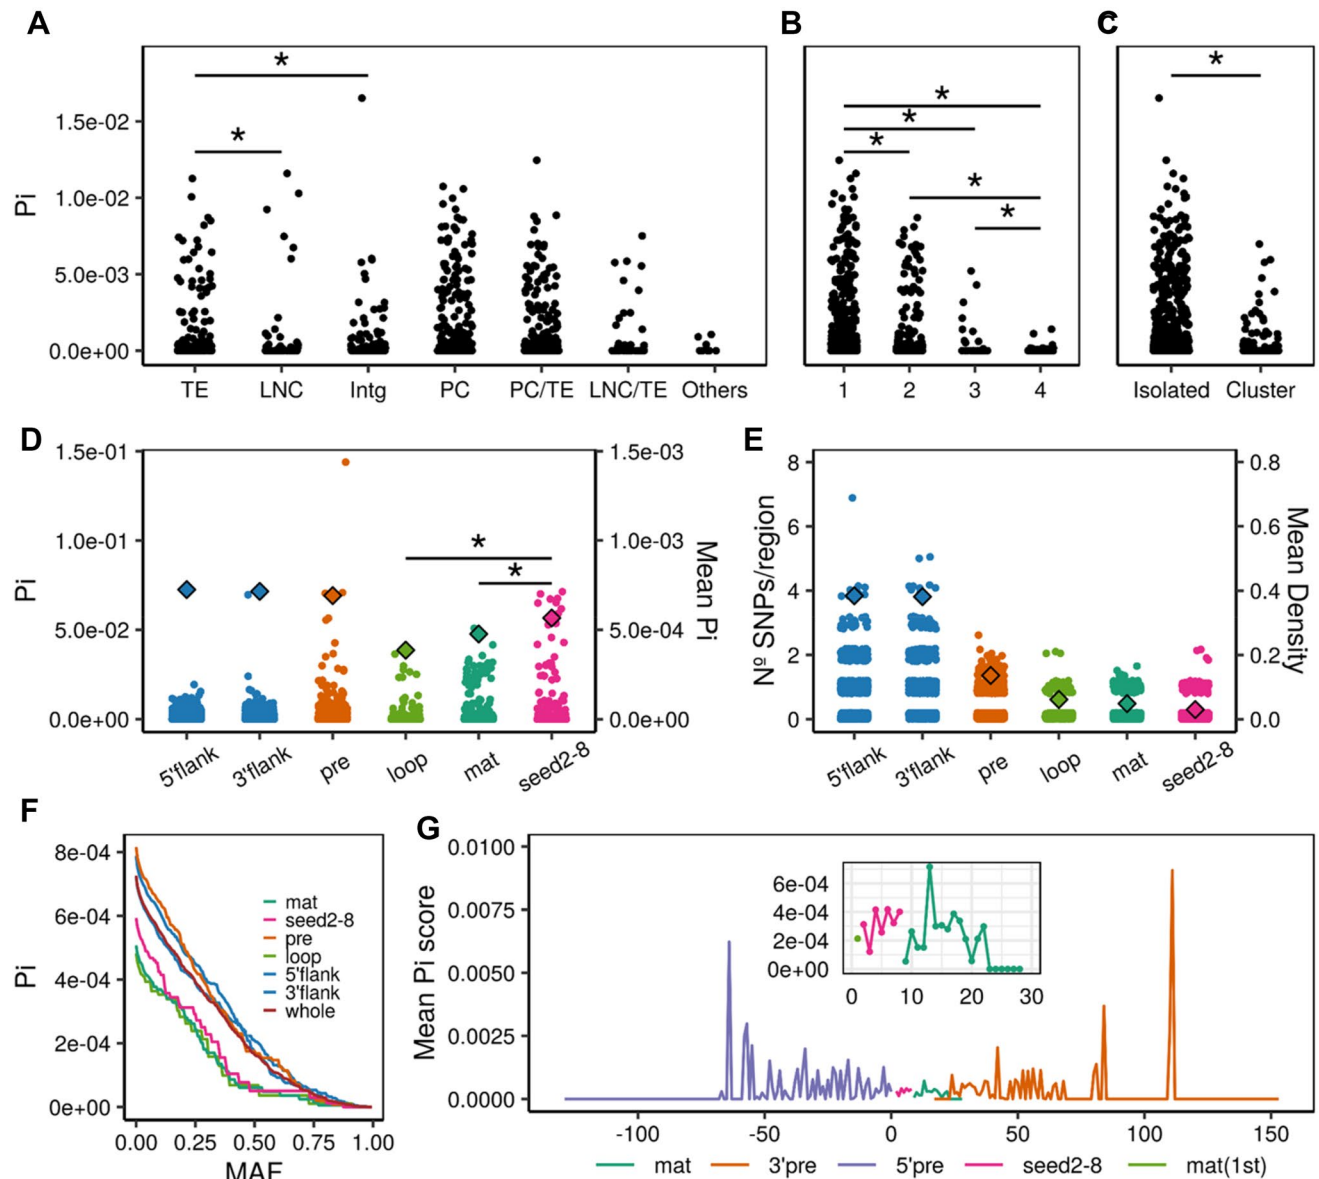 A
B
C
Pi
1.5e-02
1.0e-02
5.0e-03
0.0e+00
*
*
*
*
*
*
*
*
TE LNC Intg PC PC/TE LNC/TE Others
1 2 3 4
Isolated Cluster
D
Pi
1.5e-01
1.0e-01
5.0e-02
0.0e+00
*
*
1.5e-03
1.0e-03
5.0e-04
0.0e+00
Mean Pi
5'flank 3'flank pre loop mat seed2-8
E
Nº SNPs/region
8
6
4
2
0
0.8
0.6
0.4
0.2
0.0
Mean Density
5'flank 3'flank pre loop mat seed2-8
F
Pi
8e-04
6e-04
4e-04
2e-04
0e+00
mat
seed2-8
pre
loop
5'flank
3'flank
whole
0.00 0.25 0.50 0.75 1.00
MAF
G
Mean Pi score
0.0100
0.0075
0.0050
0.0025
0.0000
6e-04
4e-04
2e-04
0e+00
0 10 20 30
-100 -50 0 50 100 150
mat 3'pre 5'pre seed2-8 mat(1st)